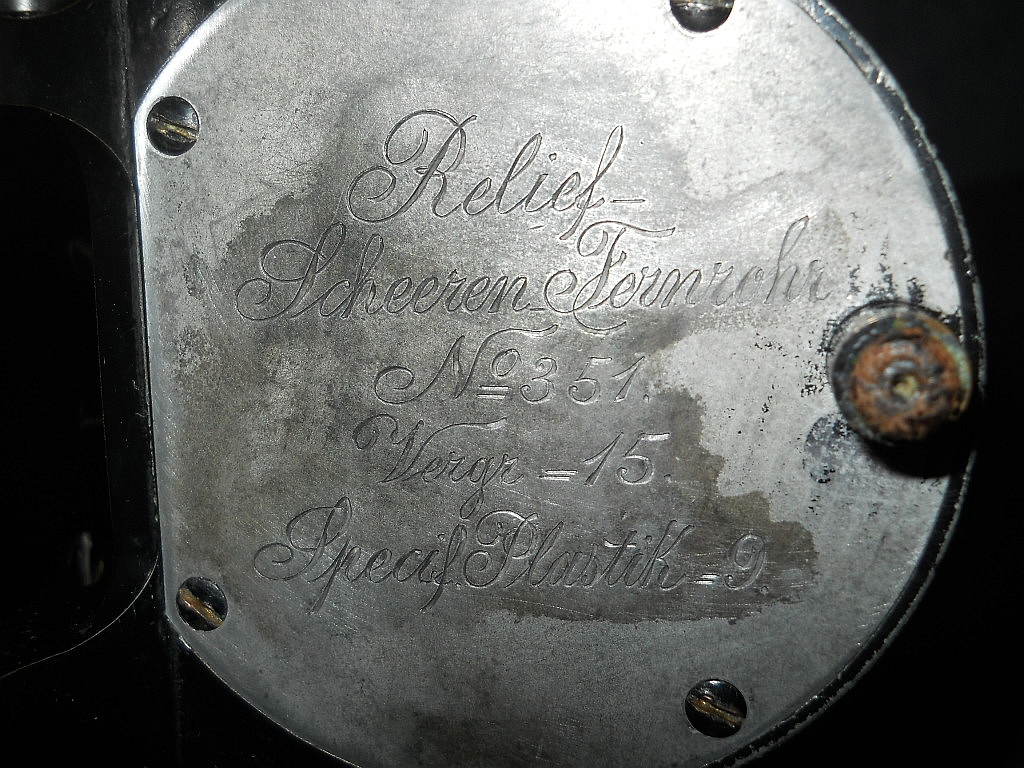 Relief-
Scheeren-Fernrohr
No 351.
Vergr =15.
Specif. Plastik = 9.